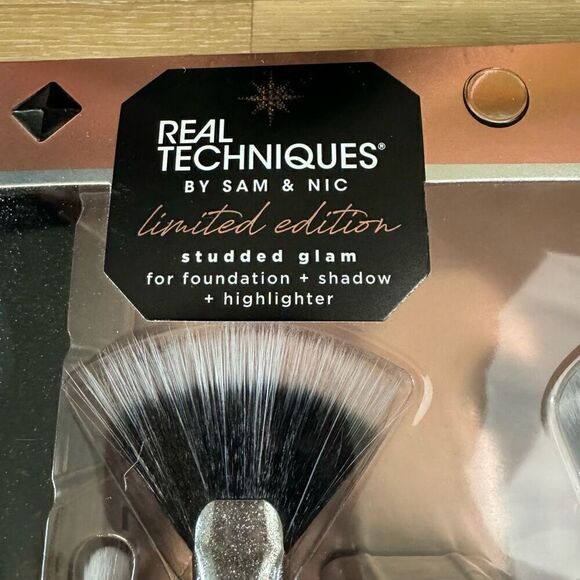 REAL
TECHNIQUES®
BY SAM & NIC
limited edition
studded glam
for foundation + shadow
+ highlighter